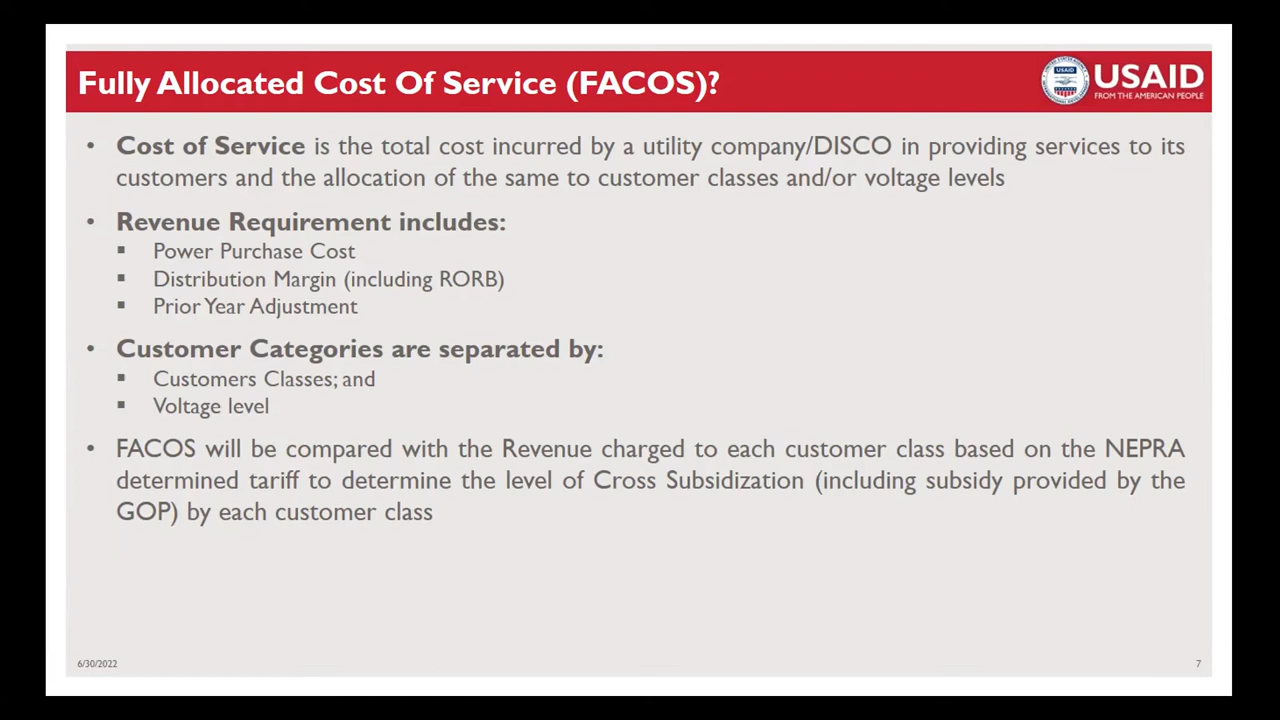 Fully Allocated Cost Of Service (FACOS)?
USAID
FROM THE AMERICAN PEOPLE
• Cost of Service is the total cost incurred by a utility company/DISCO in providing services to its
customers and the allocation of the same to customer classes and/or voltage levels
• Revenue Requirement includes:
▪ Power Purchase Cost
▪ Distribution Margin (including RORB)
▪ Prior Year Adjustment
• Customer Categories are separated by:
▪ Customers Classes; and
▪ Voltage level
• FACOS will be compared with the Revenue charged to each customer class based on the NEPRA
determined tariff to determine the level of Cross Subsidization (including subsidy provided by the
GOP) by each customer class
6/30/2022
7